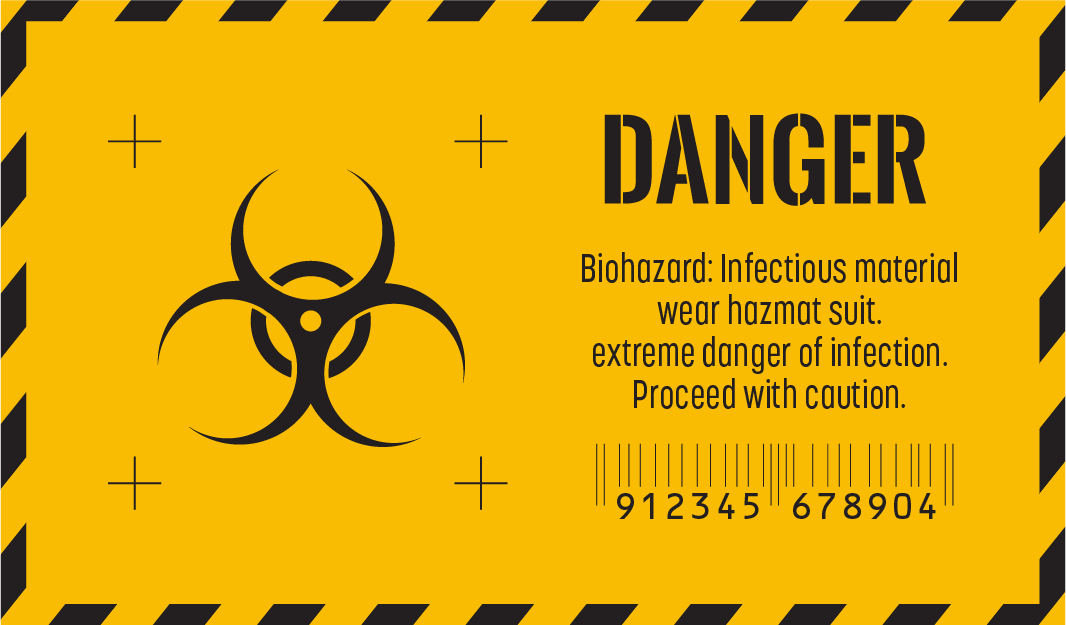 DANGER
Biohazard: Infectious material
wear hazmat suit.
extreme danger of infection.
Proceed with caution.
912345 678904